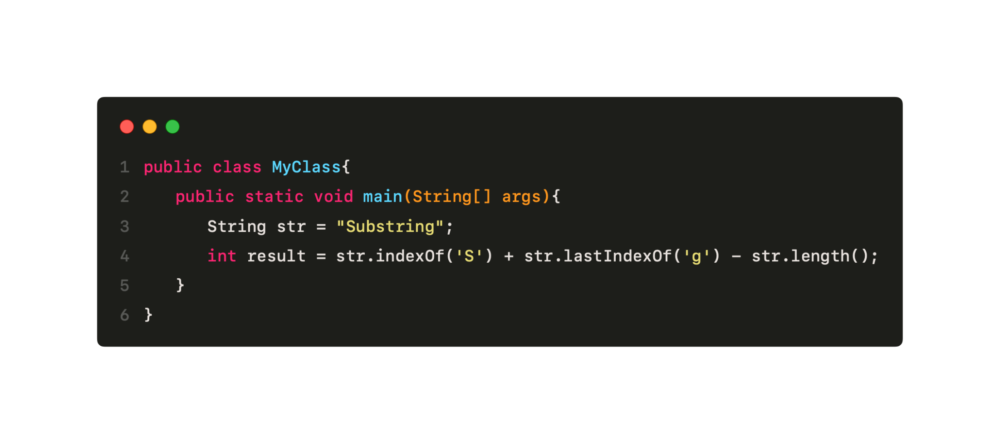 1 public class MyClass{
2 public static void main(String[] args){
3 String str = "Substring";
4 int result = str.indexOf('S') + str.lastIndexOf('g') - str.length();
5 }
6 }